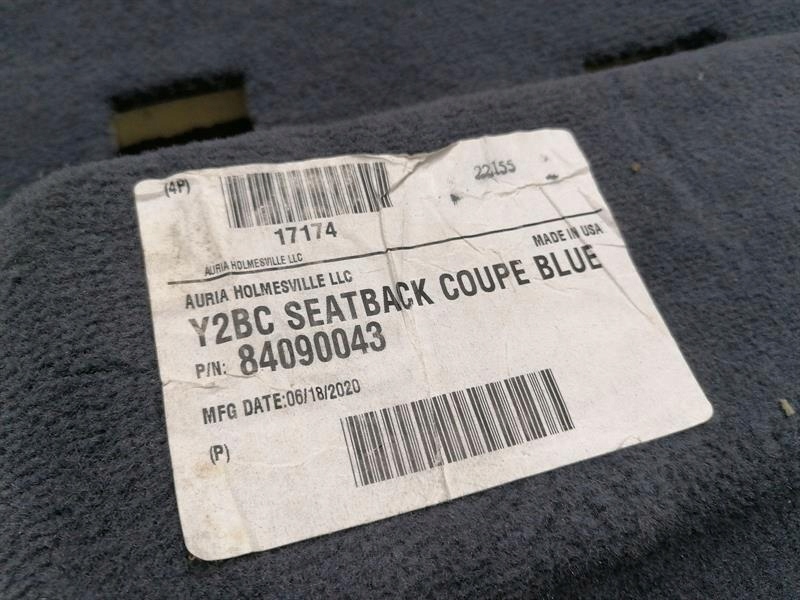 (4P)
22155
17174
AURIA HOLMESVILLE LLC
MADE IN USA
AURIA HOLMESVILLE LLC
Y2BC SEATBACK COUPE BLUE
P/N: 84090043
MFG DATE:06/18/2020
(P)